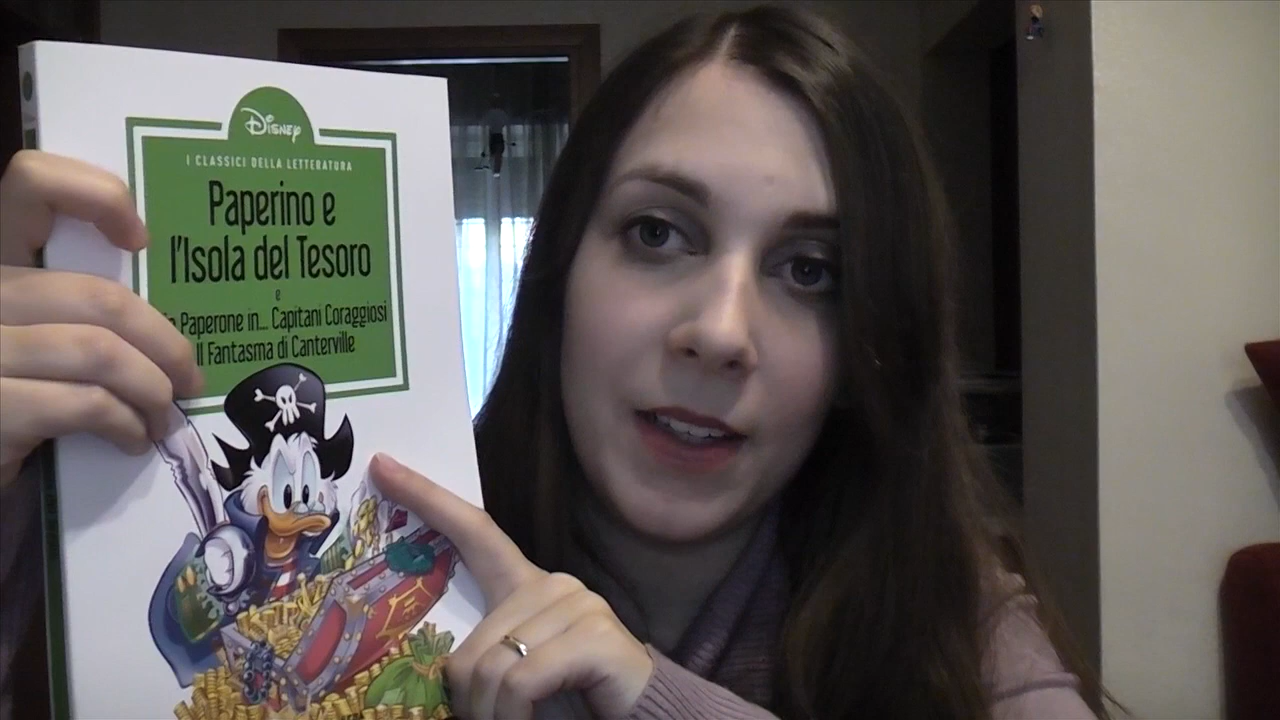 Disney
I CLASSICI DELLA LETTERATURA
Paperino e
l'Isola del Tesoro
e
Paperone in... Capitani Coraggiosi
Il Fantasma di Canterville